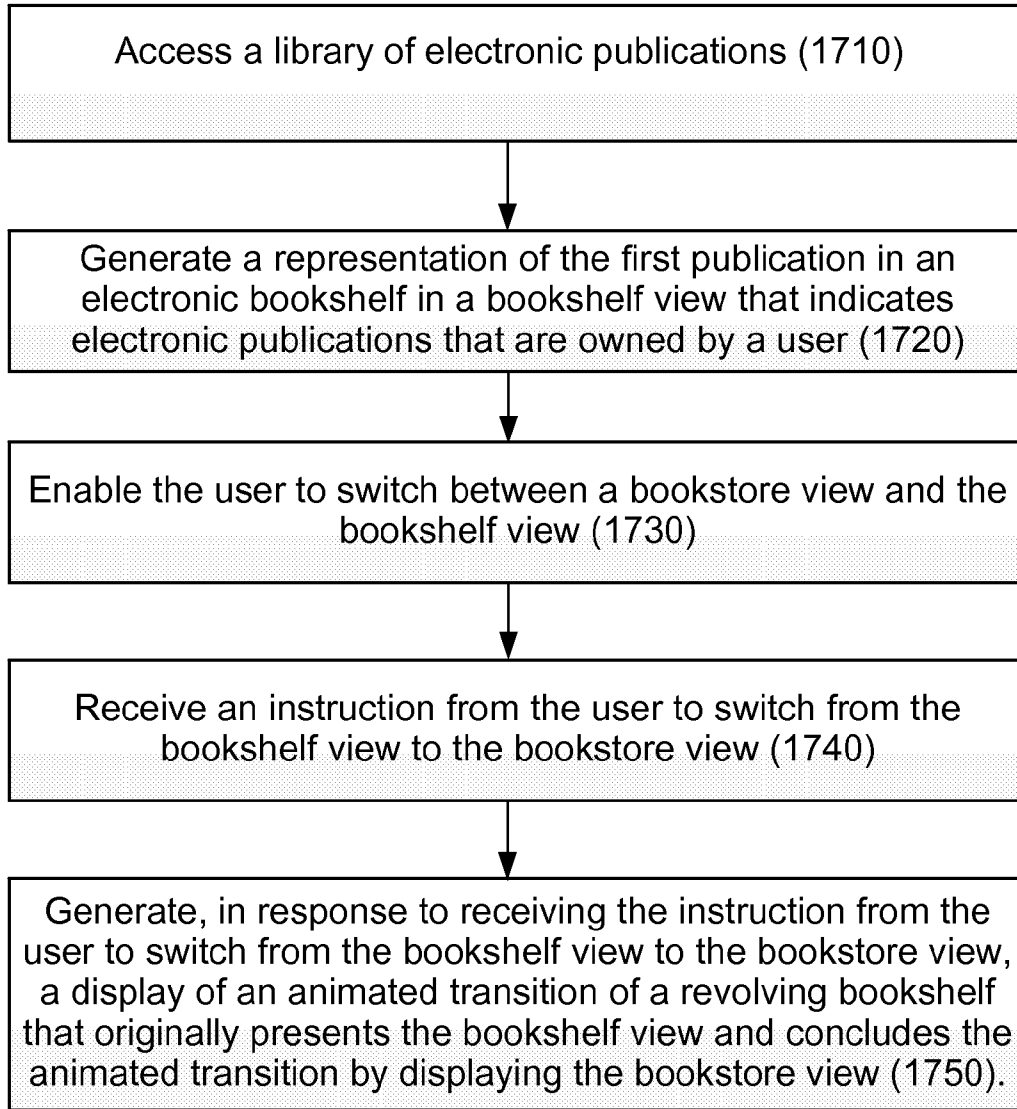 Access a library of electronic publications (1710)
Generate a representation of the first publication in an
electronic bookshelf in a bookshelf view that indicates
electronic publications that are owned by a user (1720)
Enable the user to switch between a bookstore view and the
bookshelf view (1730)
Receive an instruction from the user to switch from the
bookshelf view to the bookstore view (1740)
Generate, in response to receiving the instruction from the
user to switch from the bookshelf view to the bookstore view,
a display of an animated transition of a revolving bookshelf
that originally presents the bookshelf view and concludes the
animated transition by displaying the bookstore view (1750).